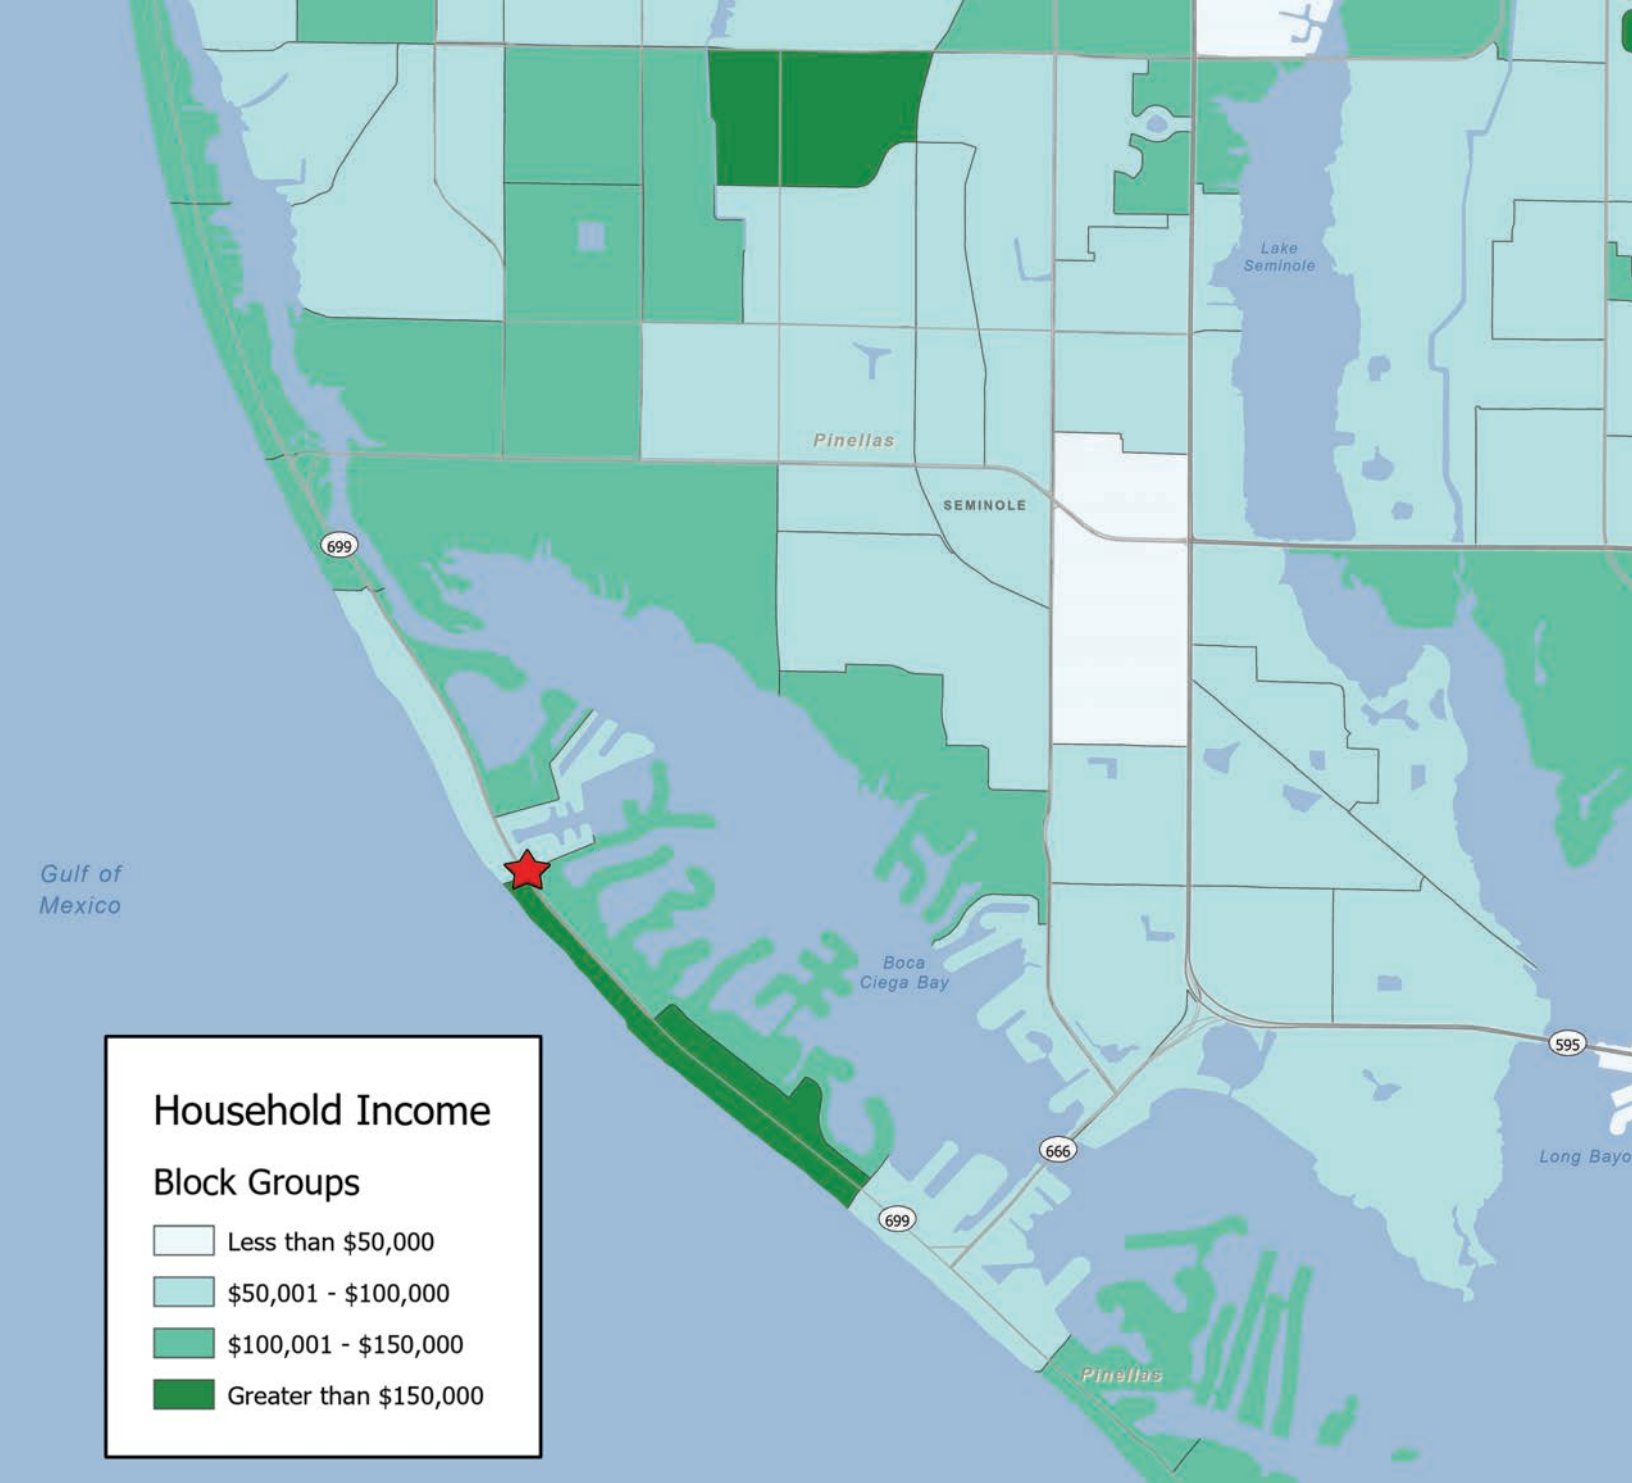 Lake
Seminole
Pinellas
SEMINOLE
699
Gulf of
Mexico
Boca
Ciega Bay
595
666
Long Bayo
699
Pinellas
Household Income
Block Groups
Less than $50,000
$50,001 - $100,000
$100,001 - $150,000
Greater than $150,000